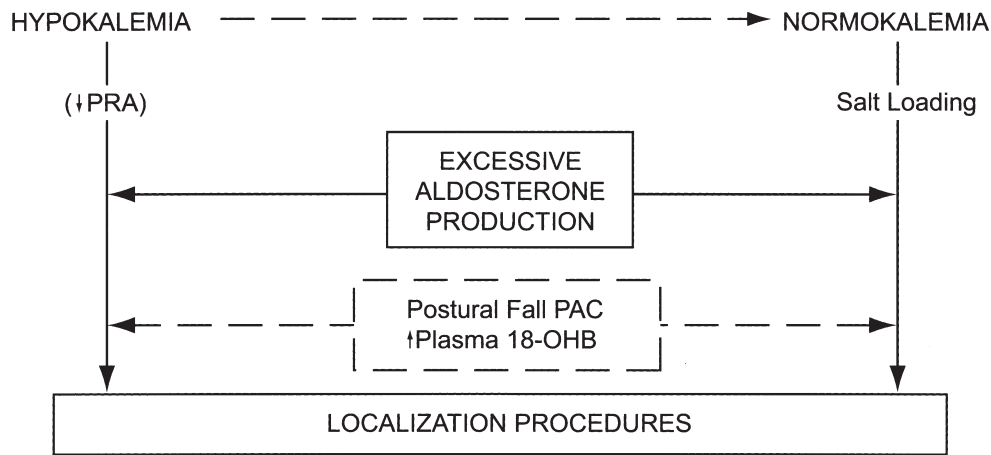 HYPOKALEMIA
NORMOKALEMIA
(↓PRA)
Salt Loading
EXCESSIVE
ALDOSTERONE
PRODUCTION
Postural Fall PAC
↑Plasma 18-OHB
LOCALIZATION PROCEDURES